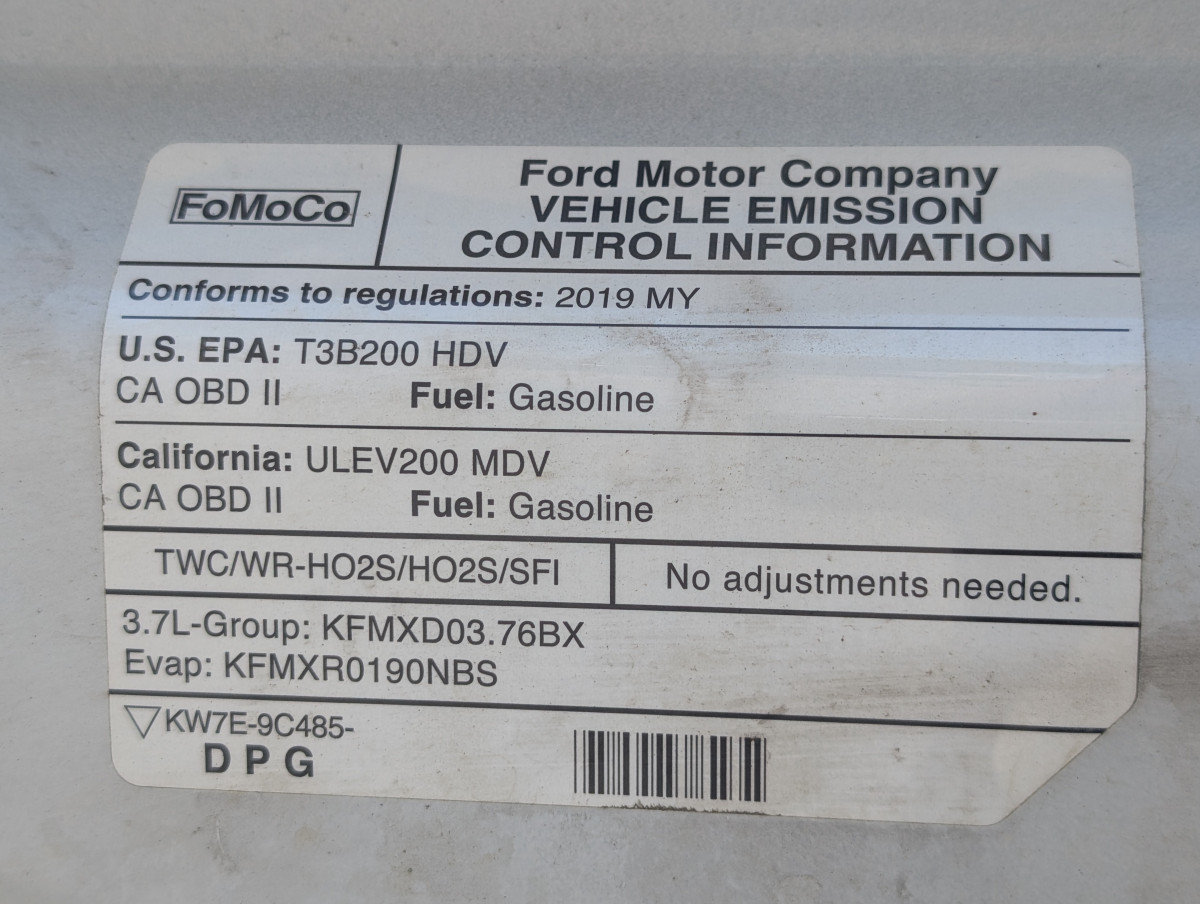 FoMoCo
Ford Motor Company
VEHICLE EMISSION
CONTROL INFORMATION
Conforms to regulations: 2019 MY
U.S. EPA: T3B200 HDV
CA OBD II Fuel: Gasoline
California: ULEV200 MDV
CA OBD II Fuel: Gasoline
TWC/WR-HO2S/HO2S/SFI
No adjustments needed.
3.7L-Group: KFMXD03.76BX
Evap: KFMXR0190NBS
KW7E-9C485-
D P G